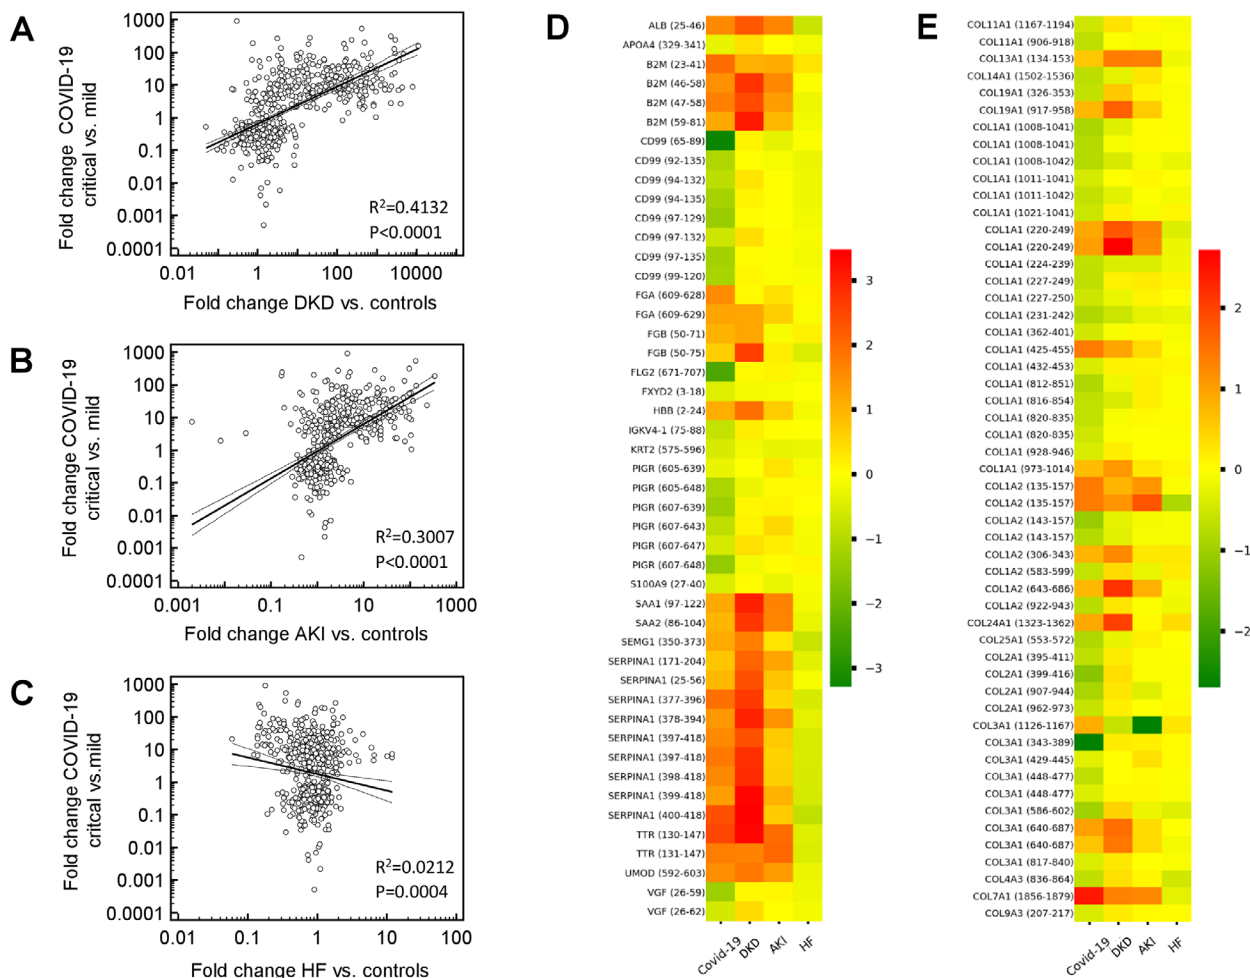 A
1000
100
10
1
0.1
0.01
0.001
0.0001
Fold change COVID-19
critical vs. mild
R²=0.4132
P<0.0001
0.01
1
100
10000
Fold change DKD vs. controls
B
1000
100
10
1
0.1
0.01
0.001
0.0001
Fold change COVID-19
critical vs. mild
R²=0.3007
P<0.0001
0.001
0.1
10
1000
Fold change AKI vs. controls
C
1000
100
10
1
0.1
0.01
0.001
0.0001
Fold change COVID-19
critcal vs.mild
R²=0.0212
P=0.0004
0.01
0.1
1
10
100
Fold change HF vs. controls
D
ALB (25-46)
APOA4 (329-341)
B2M (23-41)
B2M (46-58)
B2M (47-58)
B2M (59-81)
CD99 (65-89)
CD99 (92-135)
CD99 (94-132)
CD99 (94-135)
CD99 (97-129)
CD99 (97-132)
CD99 (97-135)
CD99 (99-120)
FGA (609-628)
FGA (609-629)
FGB (50-71)
FGB (50-75)
FLG2 (671-707)
FXYD2 (3-18)
HBB (2-24)
IGKV4-1 (75-88)
KRT2 (575-596)
PIGR (605-639)
PIGR (605-648)
PIGR (607-639)
PIGR (607-643)
PIGR (607-647)
PIGR (607-648)
S100A9 (27-40)
SAA1 (97-122)
SAA2 (86-104)
SEMG1 (350-373)
SERPINA1 (171-204)
SERPINA1 (25-56)
SERPINA1 (377-396)
SERPINA1 (378-394)
SERPINA1 (397-418)
SERPINA1 (397-418)
SERPINA1 (398-418)
SERPINA1 (399-418)
SERPINA1 (400-418)
TTR (130-147)
TTR (131-147)
UMOD (592-603)
VGF (26-59)
VGF (26-62)
Covid-19
DKD
AKI
HF
3
2
1
0
−1
−2
−3
E
COL11A1 (1167-1194)
COL11A1 (906-918)
COL13A1 (134-153)
COL14A1 (1502-1536)
COL19A1 (326-353)
COL19A1 (917-958)
COL1A1 (1008-1041)
COL1A1 (1008-1041)
COL1A1 (1008-1042)
COL1A1 (1011-1041)
COL1A1 (1011-1042)
COL1A1 (1021-1041)
COL1A1 (220-249)
COL1A1 (220-249)
COL1A1 (224-239)
COL1A1 (227-249)
COL1A1 (227-250)
COL1A1 (231-242)
COL1A1 (362-401)
COL1A1 (425-455)
COL1A1 (432-453)
COL1A1 (812-851)
COL1A1 (816-854)
COL1A1 (820-835)
COL1A1 (820-835)
COL1A1 (928-946)
COL1A1 (973-1014)
COL1A2 (135-157)
COL1A2 (135-157)
COL1A2 (143-157)
COL1A2 (143-157)
COL1A2 (306-343)
COL1A2 (583-599)
COL1A2 (643-686)
COL1A2 (922-943)
COL24A1 (1323-1362)
COL25A1 (553-572)
COL2A1 (395-411)
COL2A1 (399-416)
COL2A1 (907-944)
COL2A1 (962-973)
COL3A1 (1126-1167)
COL3A1 (343-389)
COL3A1 (429-445)
COL3A1 (448-477)
COL3A1 (448-477)
COL3A1 (586-602)
COL3A1 (640-687)
COL3A1 (640-687)
COL3A1 (817-840)
COL4A3 (836-864)
COL7A1 (1856-1879)
COL9A3 (207-217)
Covid-19
DKD
AKI
HF
2
1
0
−1
−2